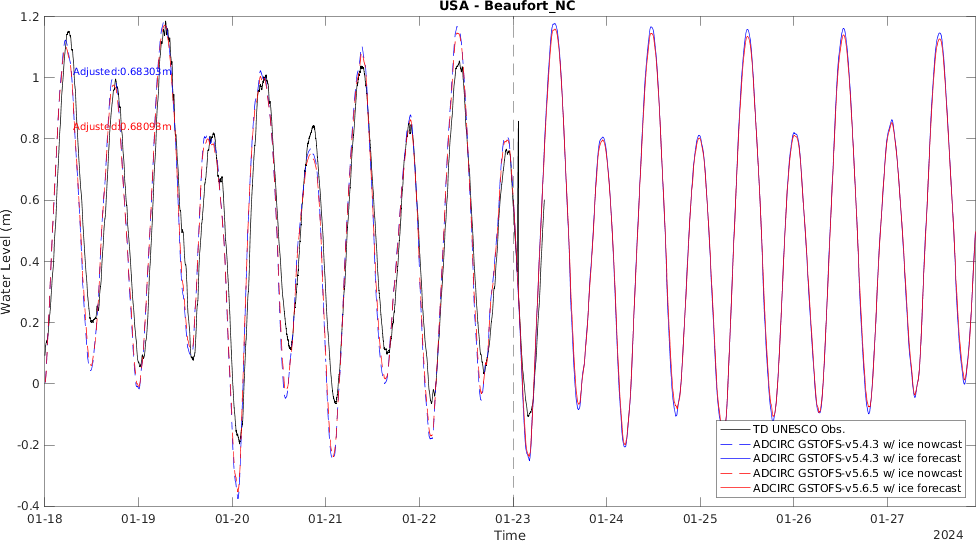 USA - Beaufort_NC
1.2
1
0.8
0.6
0.4
0.2
0
-0.2
-0.4
Water Level (m)
Adjusted:0.68303m
Adjusted:0.68093m
TD UNESCO Obs.
ADCIRC GSTOFS-v5.4.3 w/ ice nowcast
ADCIRC GSTOFS-v5.4.3 w/ ice forecast
ADCIRC GSTOFS-v5.6.5 w/ ice nowcast
ADCIRC GSTOFS-v5.6.5 w/ ice forecast
01-18 01-19 01-20 01-21 01-22 01-23 01-24 01-25 01-26 01-27
Time
2024